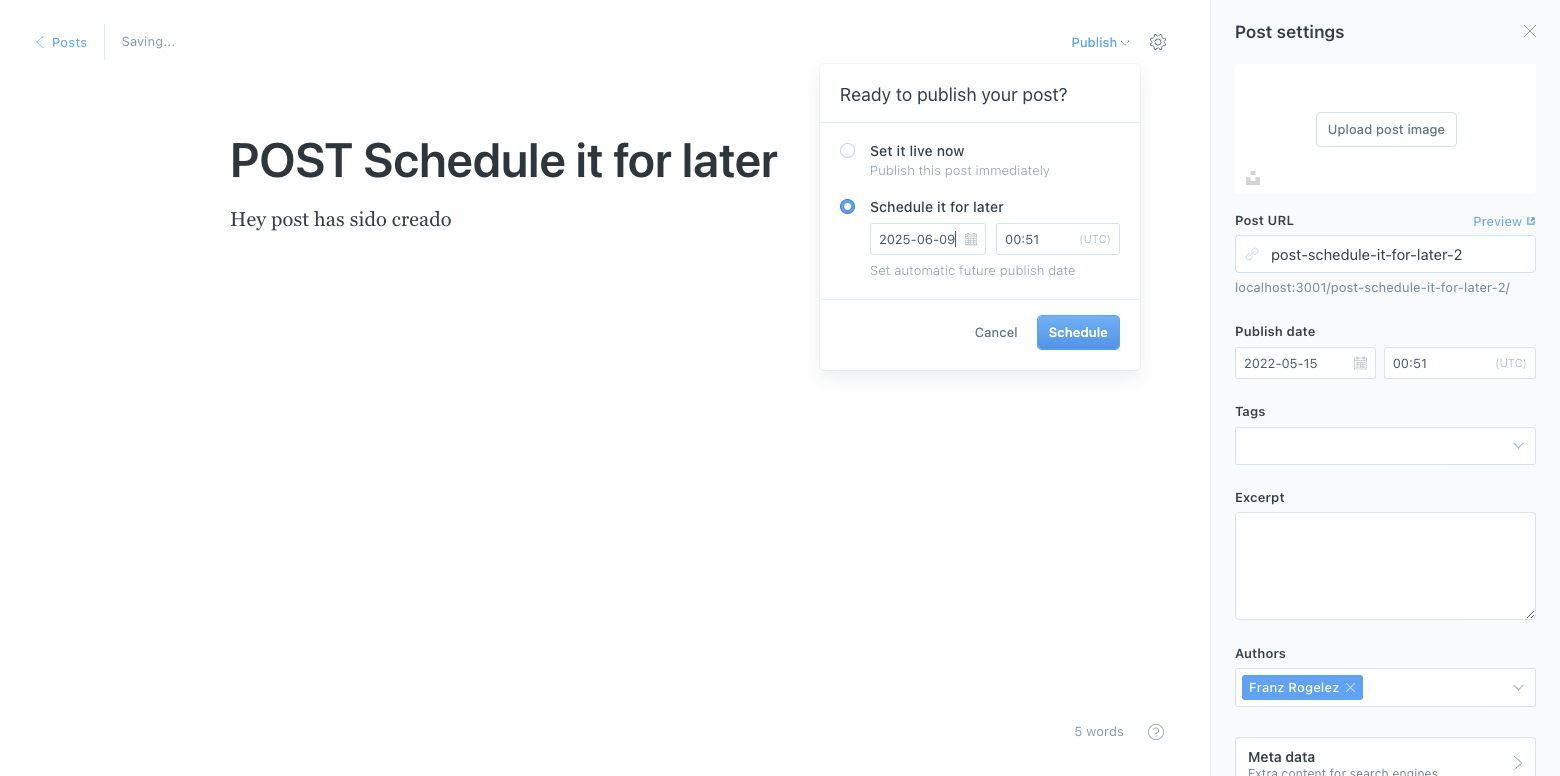 Posts
Saving...
Publish
Ready to publish your post?
Set it live now
Publish this post immediately
Schedule it for later
2025-06-09
00:51
(UTC)
Set automatic future publish date
Cancel
Schedule
POST Schedule it for later
Hey post has sido creado
5 words
?
Post settings
Upload post image
Post URL
Preview
post-schedule-it-for-later-2
localhost:3001/post-schedule-it-for-later-2/
Publish date
2022-05-15
00:51
(UTC)
Tags
Excerpt
Authors
Franz Rogelez
Meta data
Extra content for search engines